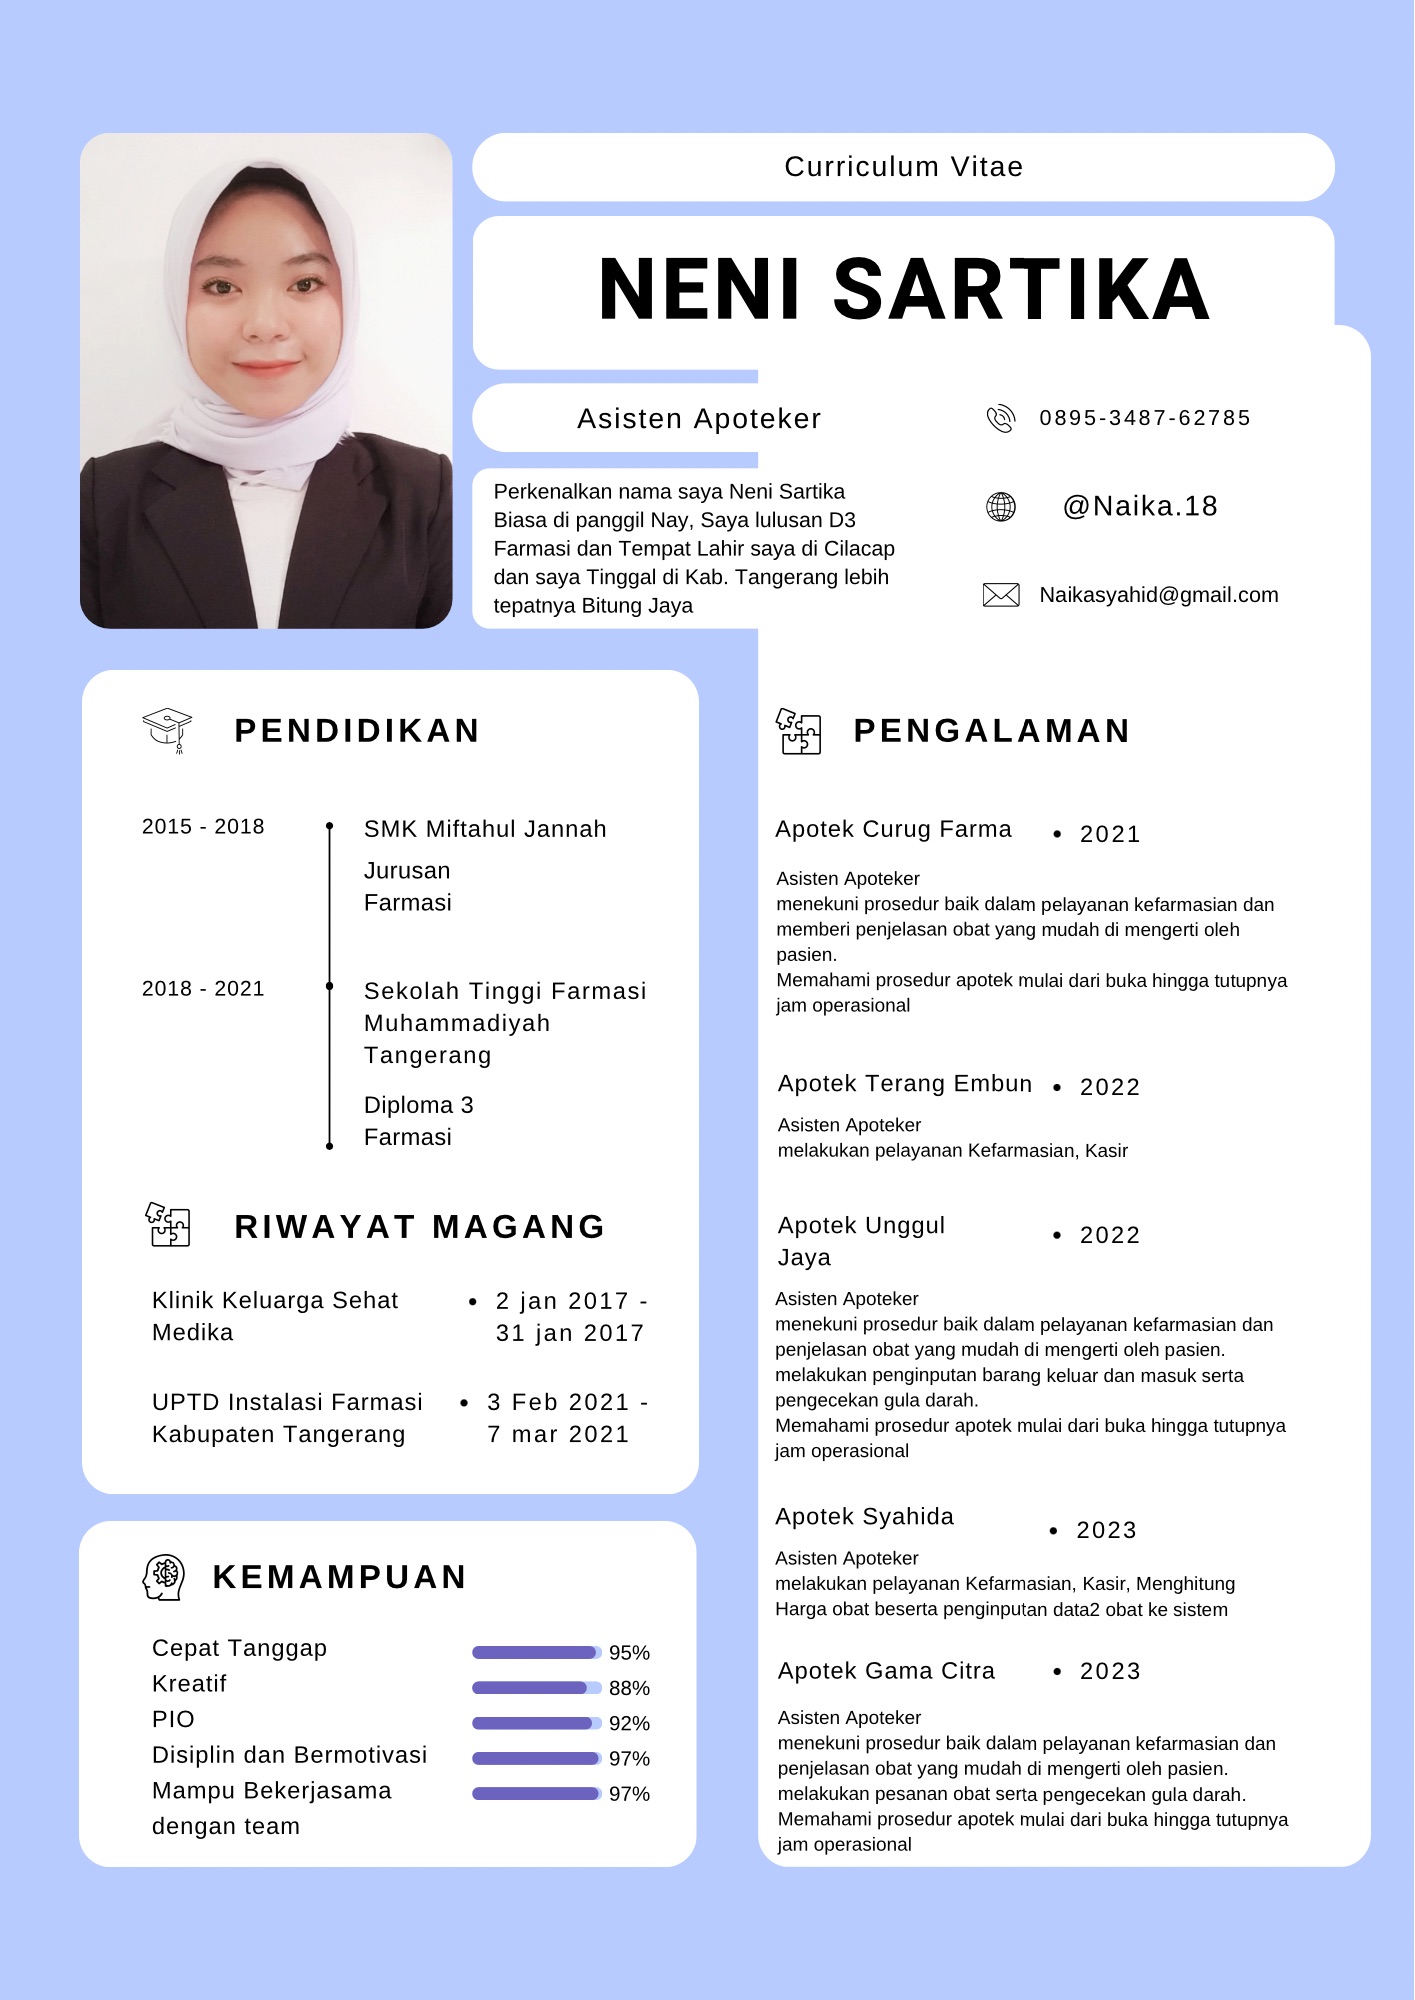 Curriculum Vitae
NENI SARTIKA
Asisten Apoteker
Perkenalkan nama saya Neni Sartika
Biasa di panggil Nay, Saya lulusan D3
Farmasi dan Tempat Lahir saya di Cilacap
dan saya Tinggal di Kab. Tangerang lebih
tepatnya Bitung Jaya
0895-3487-62785
@Naika.18
Naikasyahid@gmail.com
PENDIDIKAN
2015 - 2018
SMK Miftahul Jannah
Jurusan
Farmasi
2018 - 2021
Sekolah Tinggi Farmasi
Muhammadiyah
Tangerang
Diploma 3
Farmasi
RIWAYAT MAGANG
Klinik Keluarga Sehat
Medika
• 2 jan 2017 -
31 jan 2017
UPTD Instalasi Farmasi
Kabupaten Tangerang
• 3 Feb 2021 -
7 mar 2021
KEMAMPUAN
Cepat Tanggap 95%
Kreatif 88%
PIO 92%
Disiplin dan Bermotivasi 97%
Mampu Bekerjasama 97%
dengan team
PENGALAMAN
Apotek Curug Farma • 2021
Asisten Apoteker
menekuni prosedur baik dalam pelayanan kefarmasian dan
memberi penjelasan obat yang mudah di mengerti oleh
pasien.
Memahami prosedur apotek mulai dari buka hingga tutupnya
jam operasional
Apotek Terang Embun • 2022
Asisten Apoteker
melakukan pelayanan Kefarmasian, Kasir
Apotek Unggul
Jaya
• 2022
Asisten Apoteker
menekuni prosedur baik dalam pelayanan kefarmasian dan
penjelasan obat yang mudah di mengerti oleh pasien.
melakukan penginputan barang keluar dan masuk serta
pengecekan gula darah.
Memahami prosedur apotek mulai dari buka hingga tutupnya
jam operasional
Apotek Syahida • 2023
Asisten Apoteker
melakukan pelayanan Kefarmasian, Kasir, Menghitung
Harga obat beserta penginputan data2 obat ke sistem
Apotek Gama Citra • 2023
Asisten Apoteker
menekuni prosedur baik dalam pelayanan kefarmasian dan
penjelasan obat yang mudah di mengerti oleh pasien.
melakukan pesanan obat serta pengecekan gula darah.
Memahami prosedur apotek mulai dari buka hingga tutupnya
jam operasional